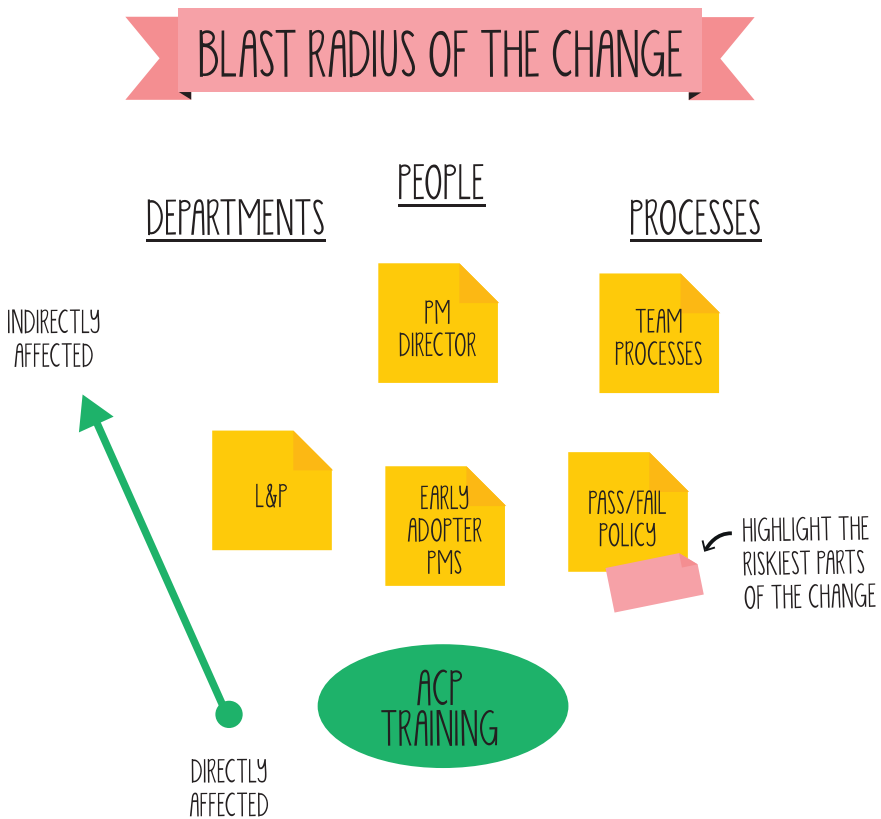 BLAST RADIUS OF THE CHANGE
PEOPLE
DEPARTMENTS
PROCESSES
PM
DIRECTOR
TEAM
PROCESSES
INDIRECTLY
AFFECTED
L&P
EARLY
ADOPTER
PMS
PASS/FAIL
POLICY
HIGHLIGHT THE
RISKIEST PARTS
OF THE CHANGE
ACP
TRAINING
DIRECTLY
AFFECTED